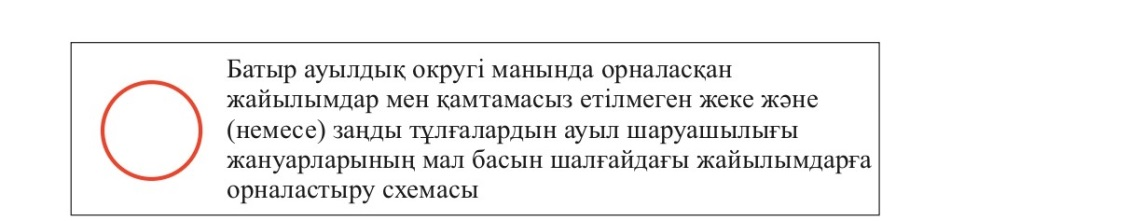 Батыр ауылдық округі манында орналасқан
жайылымдар мен қамтамасыз етілмеген жеке және
(немесе) заңды тұлғалардын ауыл шаруашылығы
жануарларының мал басын шалғайдағы жайылымдарға
орналастыру схемасы